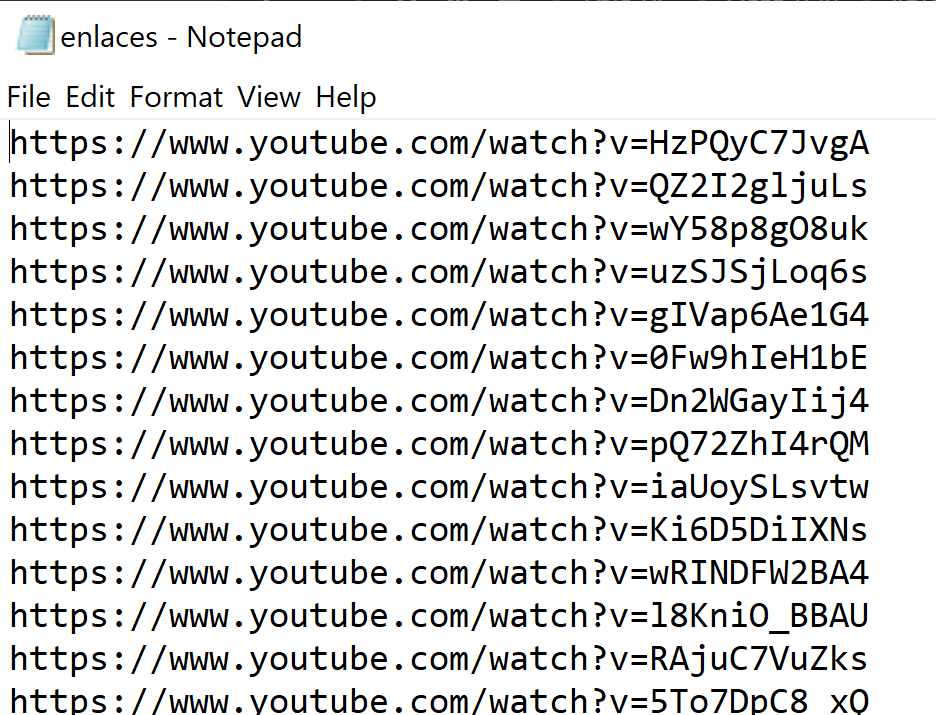 enlaces - Notepad
File Edit Format View Help
https://www.youtube.com/watch?v=HzPQyC7JvgA
https://www.youtube.com/watch?v=QZ2I2gljuLs
https://www.youtube.com/watch?v=wY58p8gO8uk
https://www.youtube.com/watch?v=uzSJSjLoq6s
https://www.youtube.com/watch?v=gIVap6Ae1G4
https://www.youtube.com/watch?v=0Fw9hIeH1bE
https://www.youtube.com/watch?v=Dn2WGayIij4
https://www.youtube.com/watch?v=pQ72ZhI4rQM
https://www.youtube.com/watch?v=iaUoySLsvtw
https://www.youtube.com/watch?v=Ki6D5DiIXNs
https://www.youtube.com/watch?v=wRINDFW2BA4
https://www.youtube.com/watch?v=l8KniO_BBAU
https://www.youtube.com/watch?v=RAjuC7VuZks